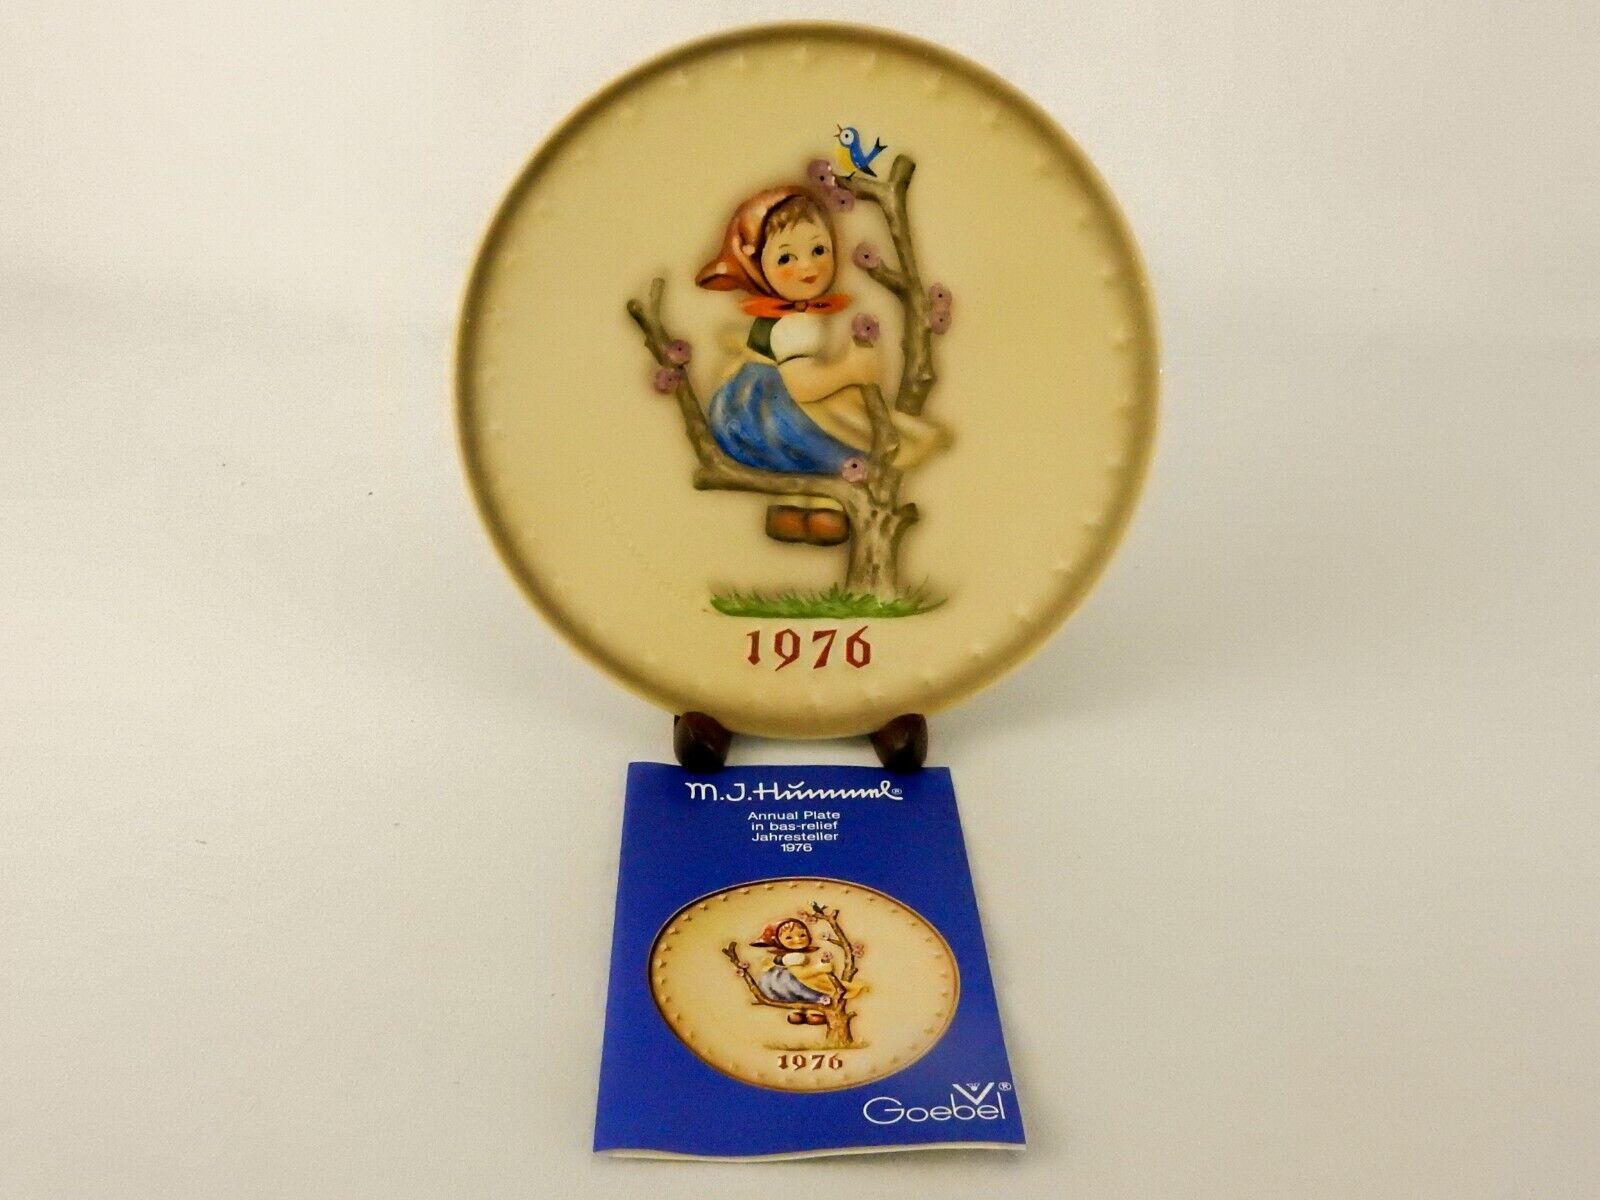 1976
M.J.Hummel®
Annual Plate
in bas-relief
Jahresteller
1976
1976
Goebel®